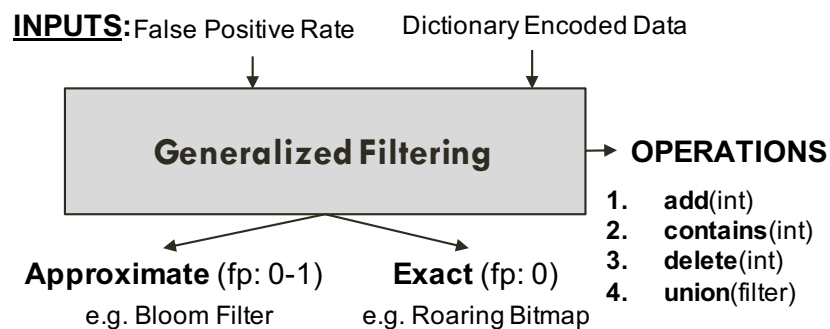 INPUTS: False Positive Rate
Dictionary Encoded Data
Generalized Filtering
OPERATIONS
1. add(int)
2. contains(int)
3. delete(int)
4. union(filter)
Approximate (fp: 0-1)
e.g. Bloom Filter
Exact (fp: 0)
e.g. Roaring Bitmap